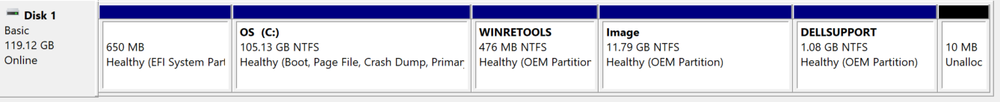 Disk 1
Basic
119.12 GB
Online
650 MB
Healthy (EFI System Part
OS (C:)
105.13 GB NTFS
Healthy (Boot, Page File, Crash Dump, Primar
WINRETOOLS
476 MB NTFS
Healthy (OEM Partition
Image
11.79 GB NTFS
Healthy (OEM Partition)
DELLSUPPORT
1.08 GB NTFS
Healthy (OEM Partition)
10 MB
Unalloc